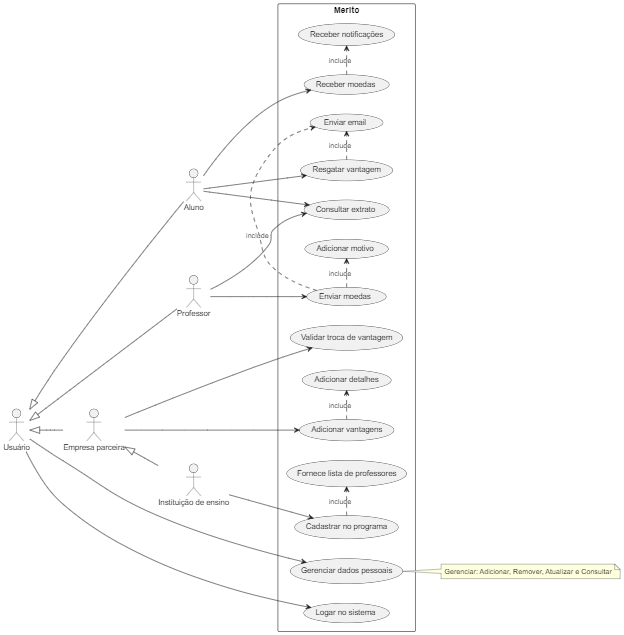 Merito
Receber notificações
include
Receber moedas
Enviar email
include
Resgatar vantagem
Aluno
Consultar extrato
include
Adicionar motivo
include
Enviar moedas
Professor
Validar troca de vantagem
Adicionar detalhes
include
Adicionar vantagens
Usuário
Empresa parceira
Fornece lista de professores
Instituição de ensino
include
Cadastrar no programa
Gerenciar dados pessoais
Gerenciar: Adicionar, Remover, Atualizar e Consultar
Logar no sistema